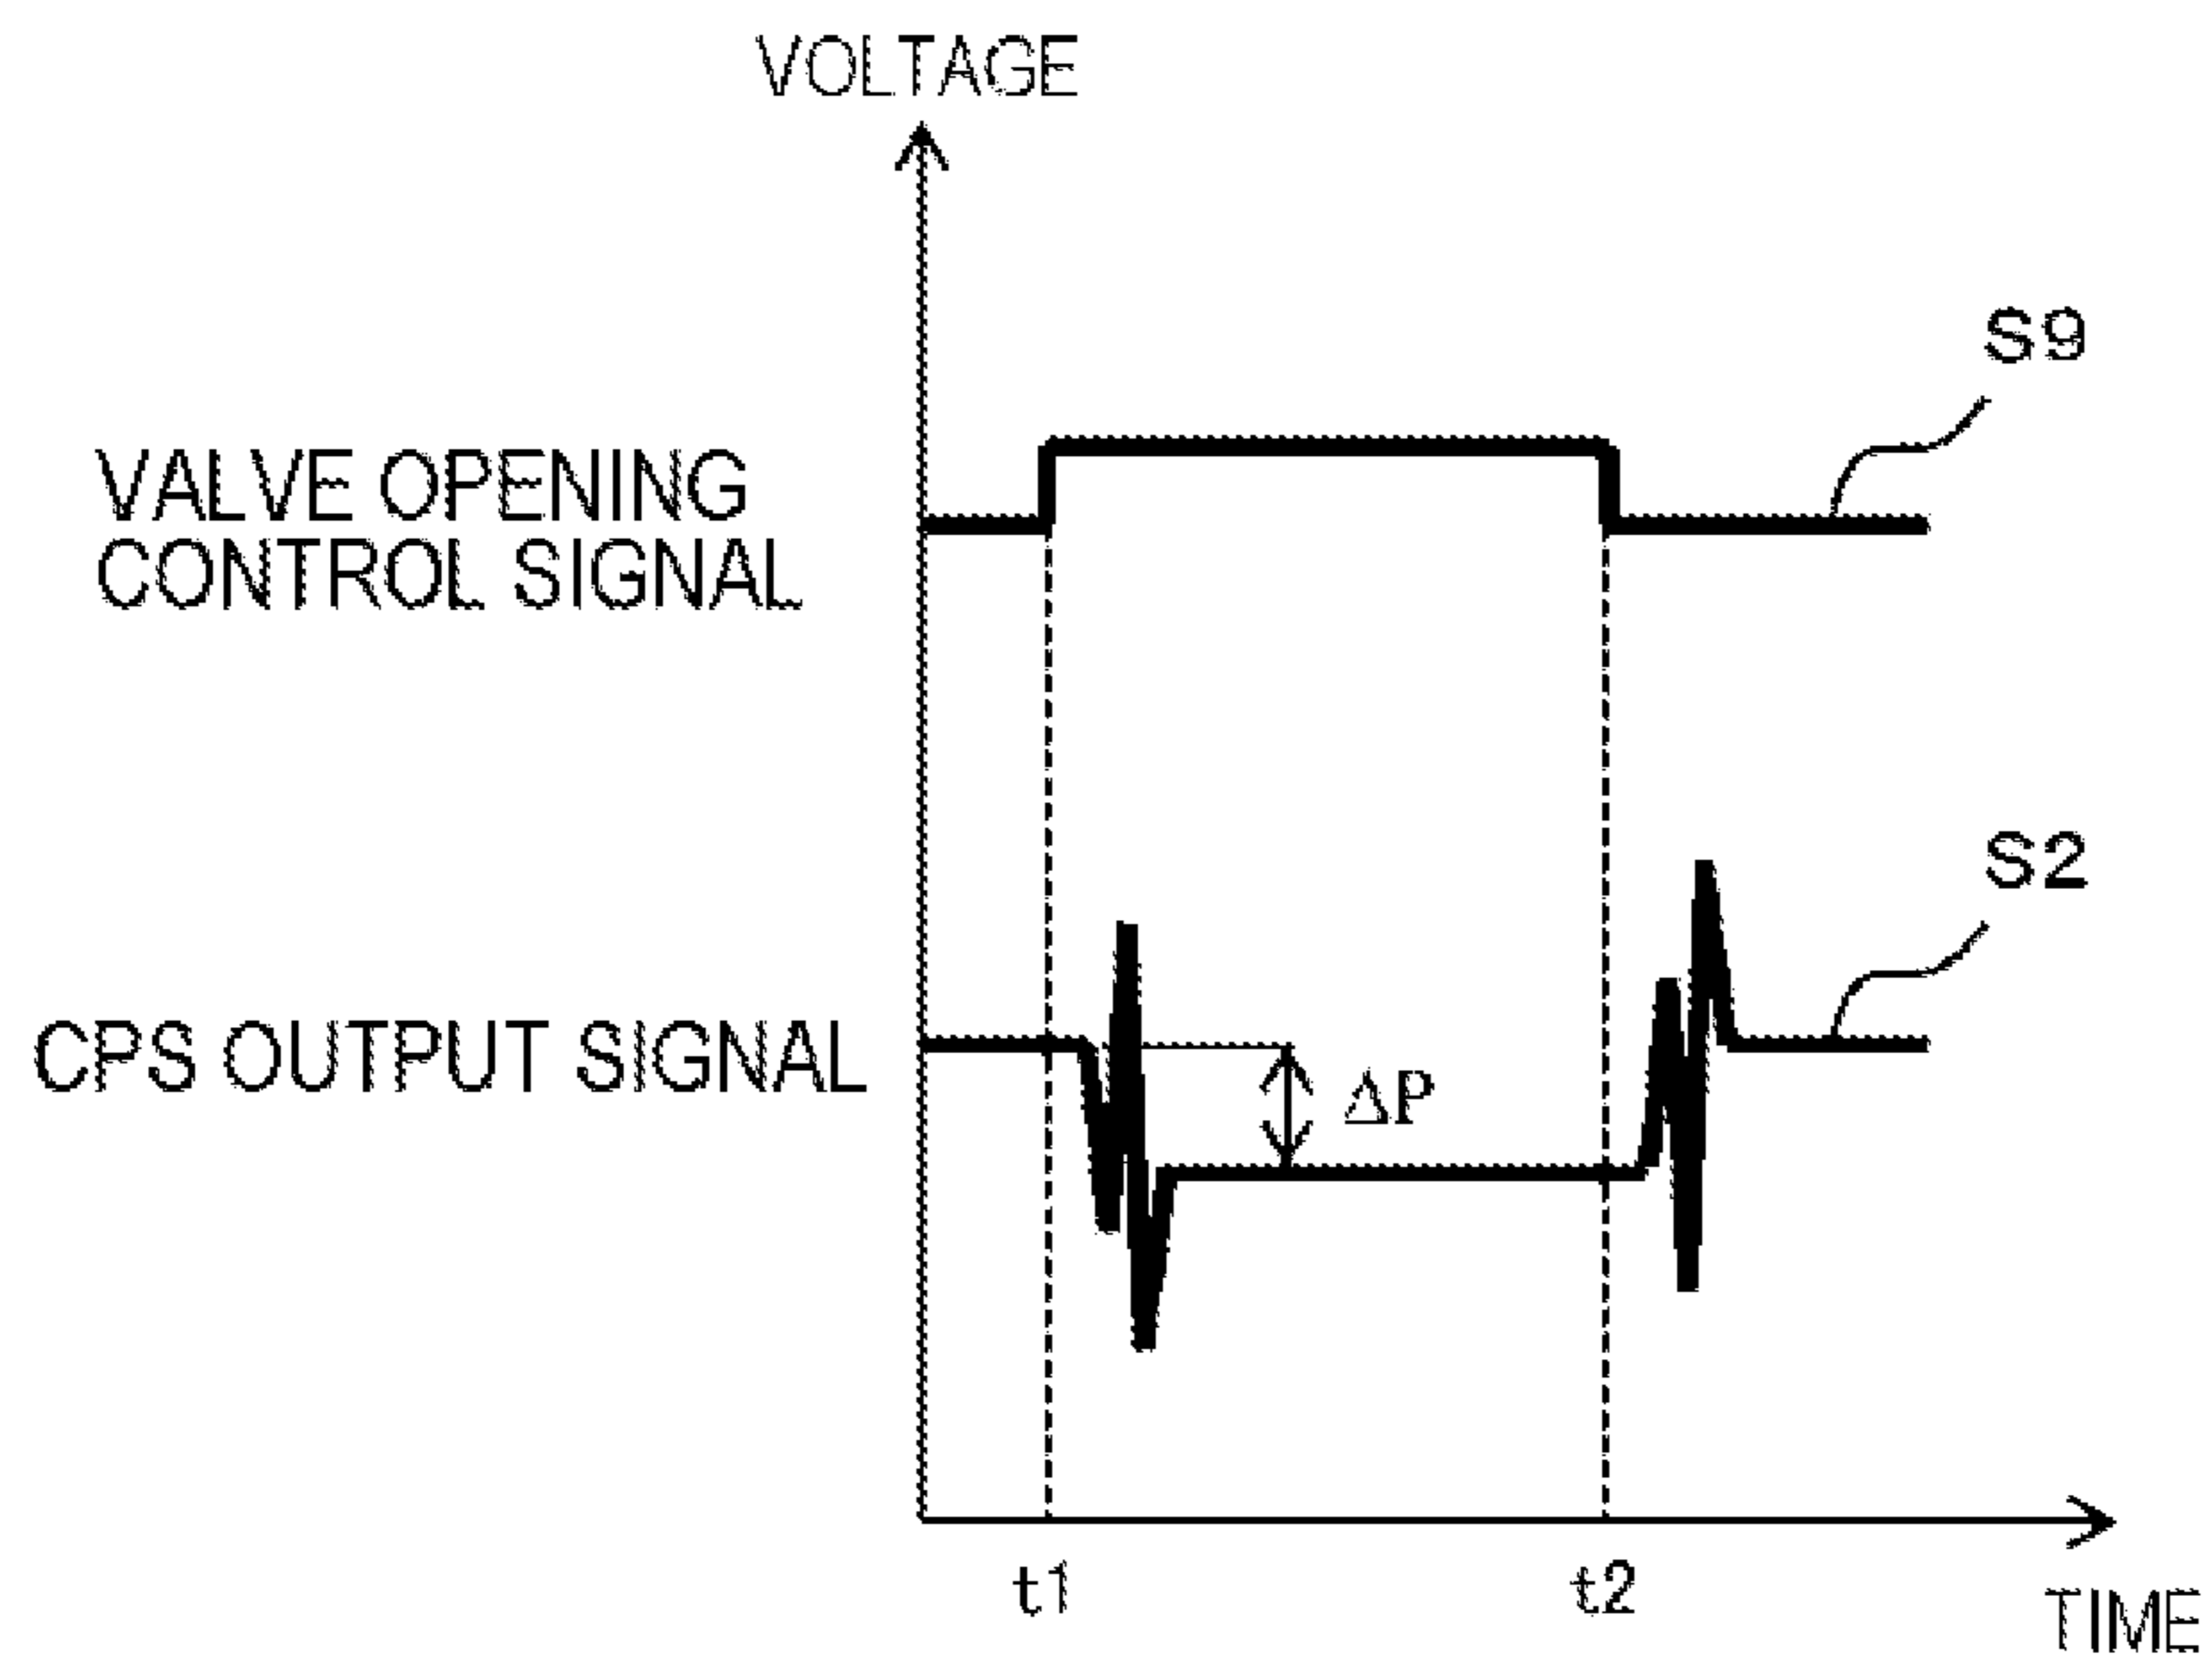 VOLTAGE
S9
VALVE OPENING
CONTROL SIGNAL
S2
CPS OUTPUT SIGNAL
ΔP
t1
t2
TIME